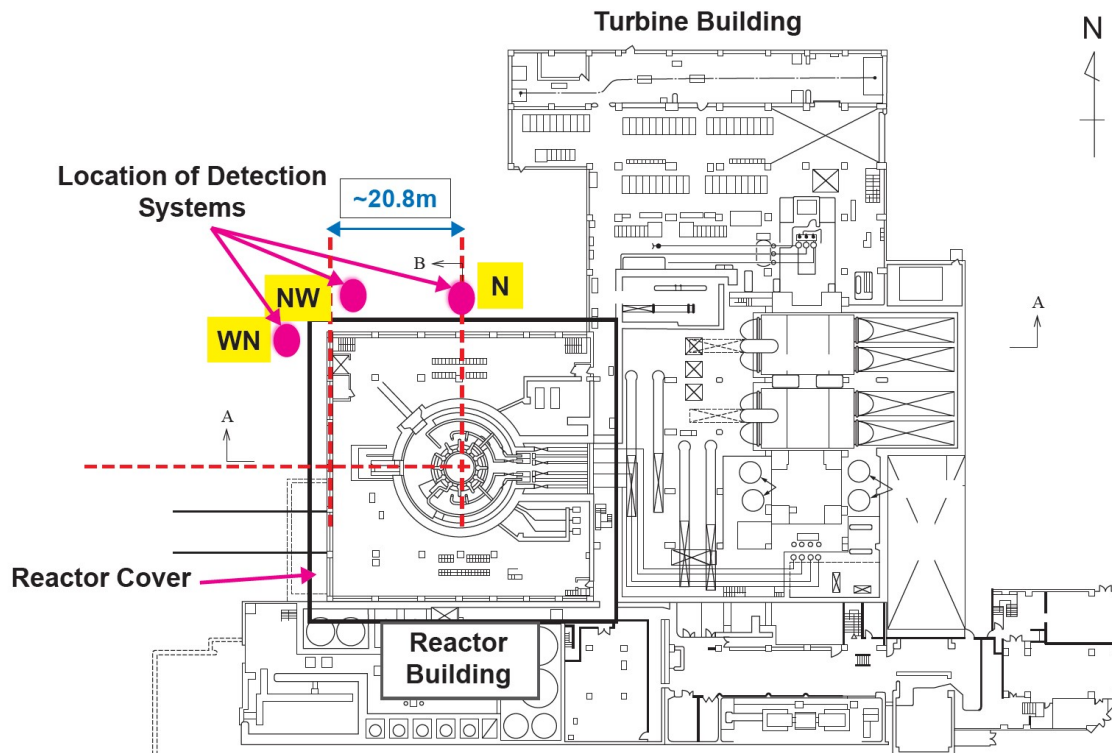 Turbine Building
N
Location of Detection
Systems
~20.8m
B
N
NW
WN
A
A
Reactor Cover
Reactor
Building